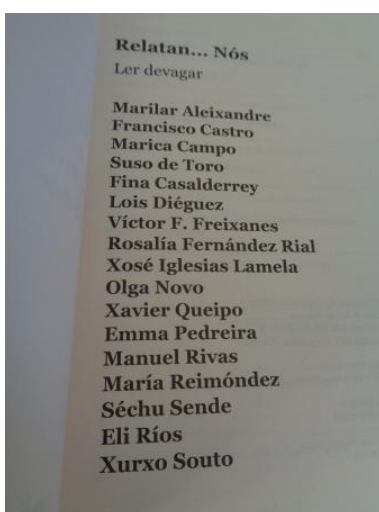 Relatan... Nós
Ler devagar
Marilar Aleixandre
Francisco Castro
Marica Campo
Suso de Toro
Fina Casalderrey
Lois Diéguez
Víctor F. Freixanes
Rosalía Fernández Rial
Xosé Iglesias Lamela
Olga Novo
Xavier Queipo
Emma Pedreira
Manuel Rivas
María Reimóndez
Séchu Sende
Eli Ríos
Xurxo Souto